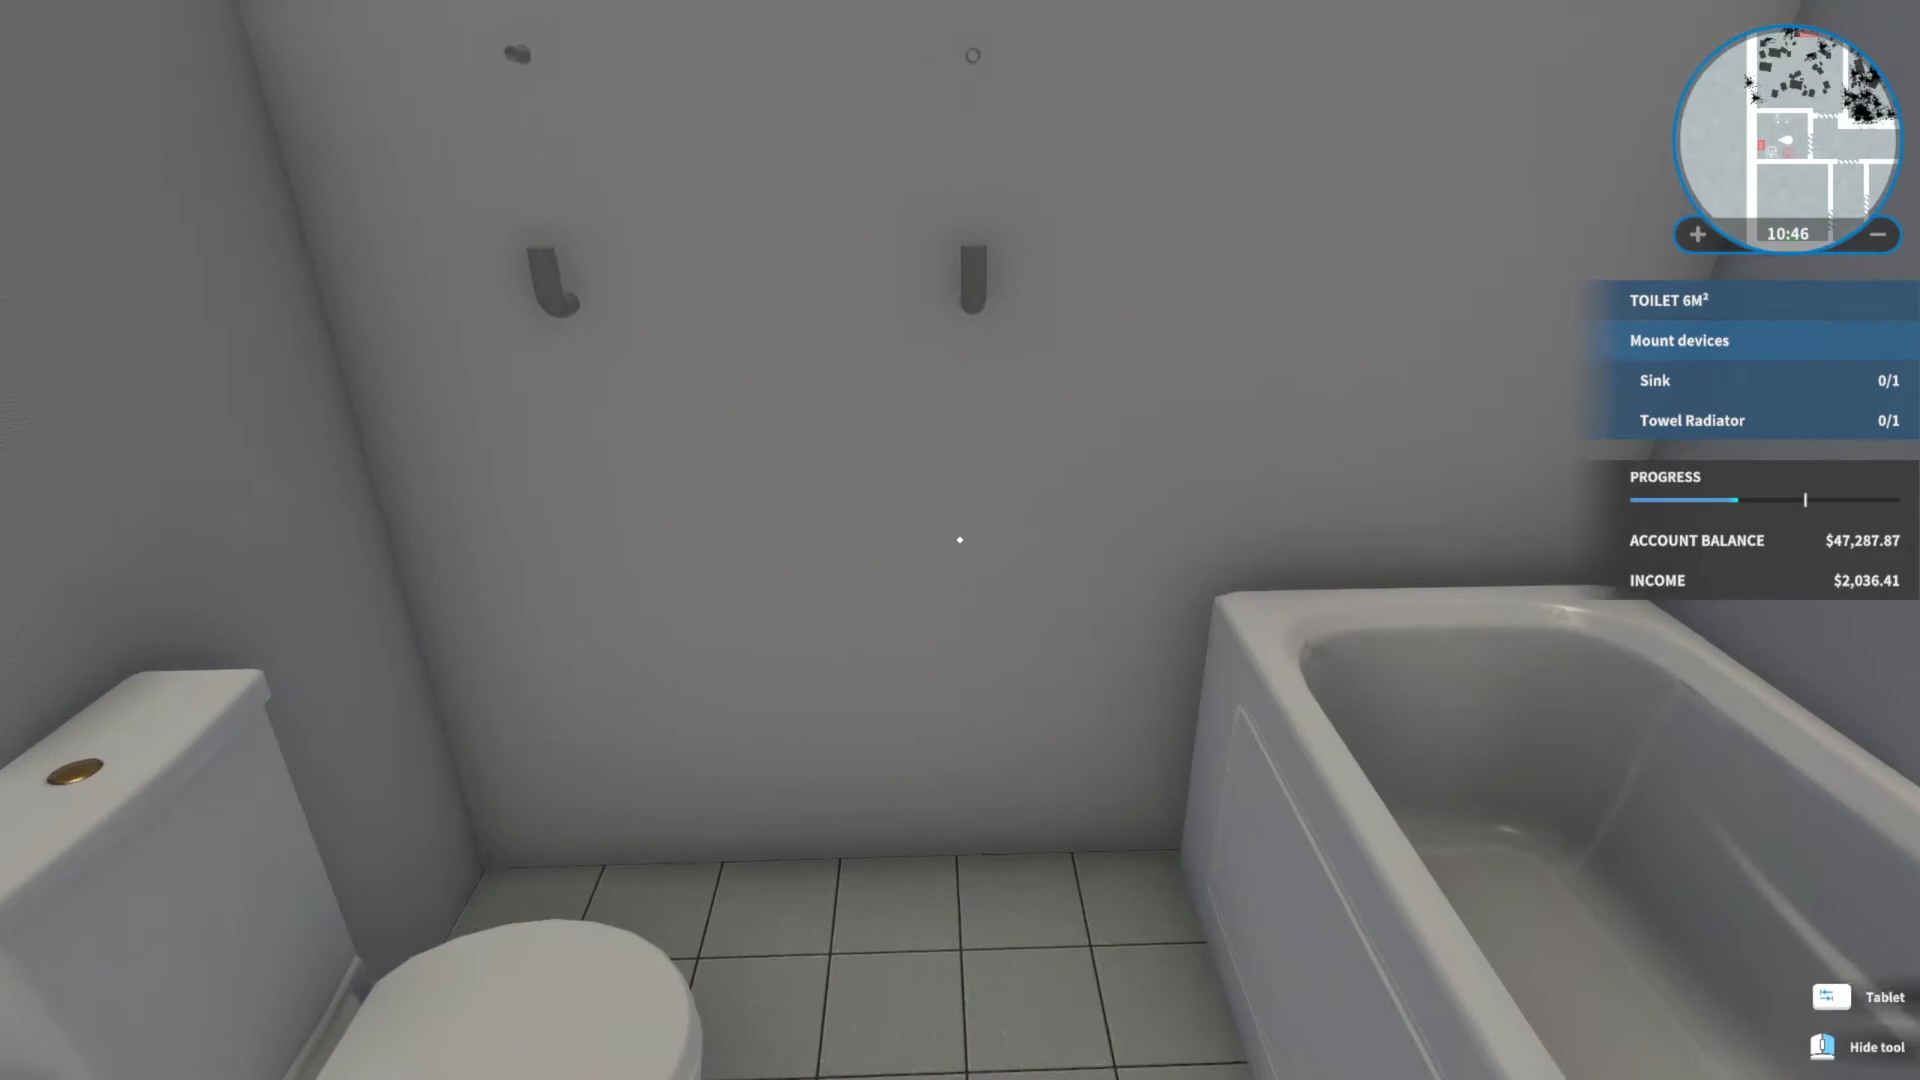 10:46
TOILET 6M²
Mount devices
Sink 0/1
Towel Radiator 0/1
PROGRESS
ACCOUNT BALANCE $47,287.87
INCOME $2,036.41
Tablet
Hide tool